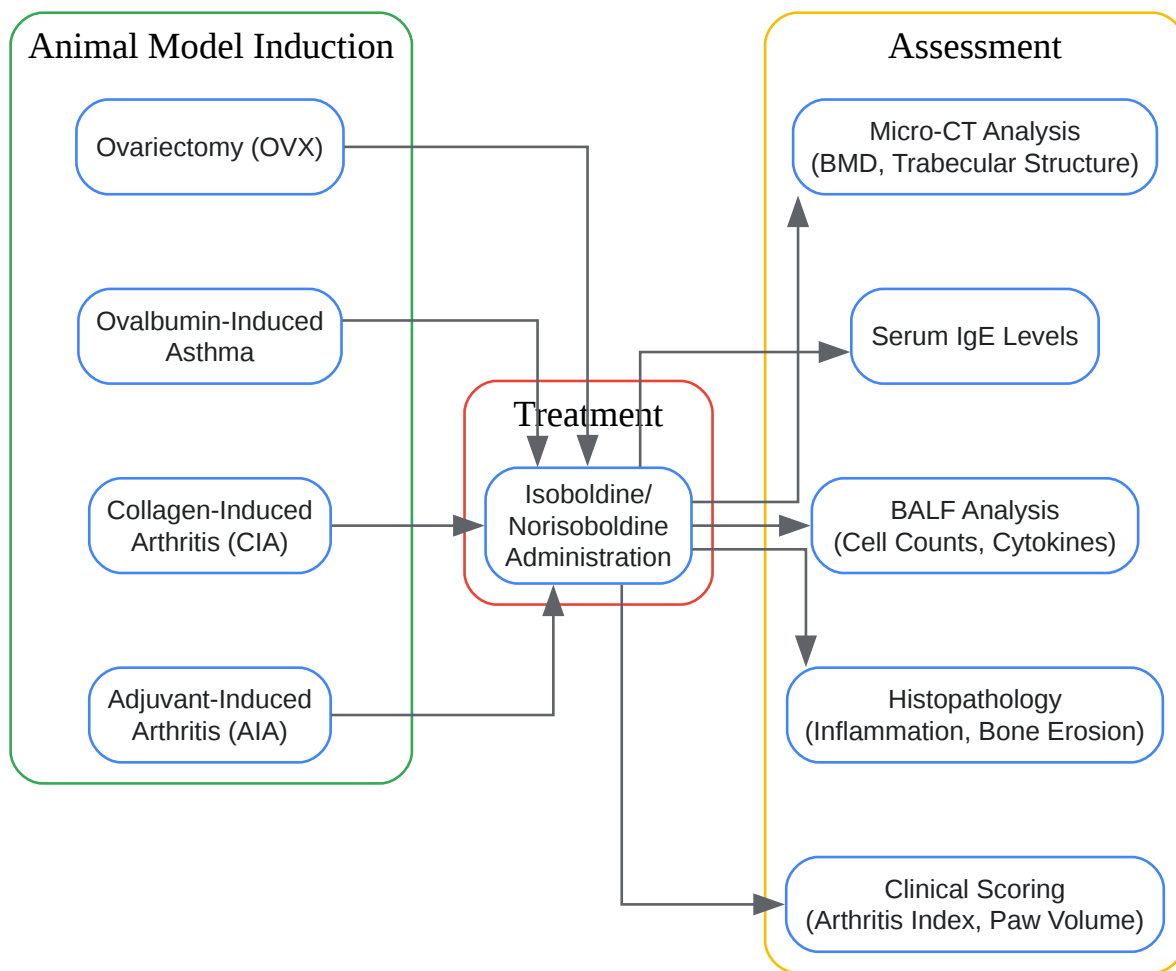 Animal Model Induction
Ovariectomy (OVX)
Ovalbumin-Induced
Asthma
Collagen-Induced
Arthritis (CIA)
Adjuvant-Induced
Arthritis (AIA)
Treatment
Isoboldine/
Norisoboldine
Administration
Assessment
Micro-CT Analysis
(BMD, Trabecular Structure)
Serum IgE Levels
BALF Analysis
(Cell Counts, Cytokines)
Histopathology
(Inflammation, Bone Erosion)
Clinical Scoring
(Arthritis Index, Paw Volume)